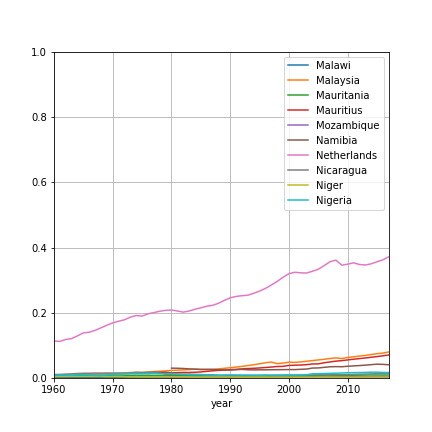 1.0
0.8
0.6
0.4
0.2
0.0
Malawi
Malaysia
Mauritania
Mauritius
Mozambique
Namibia
Netherlands
Nicaragua
Niger
Nigeria
1960 1970 1980 1990 2000 2010
year